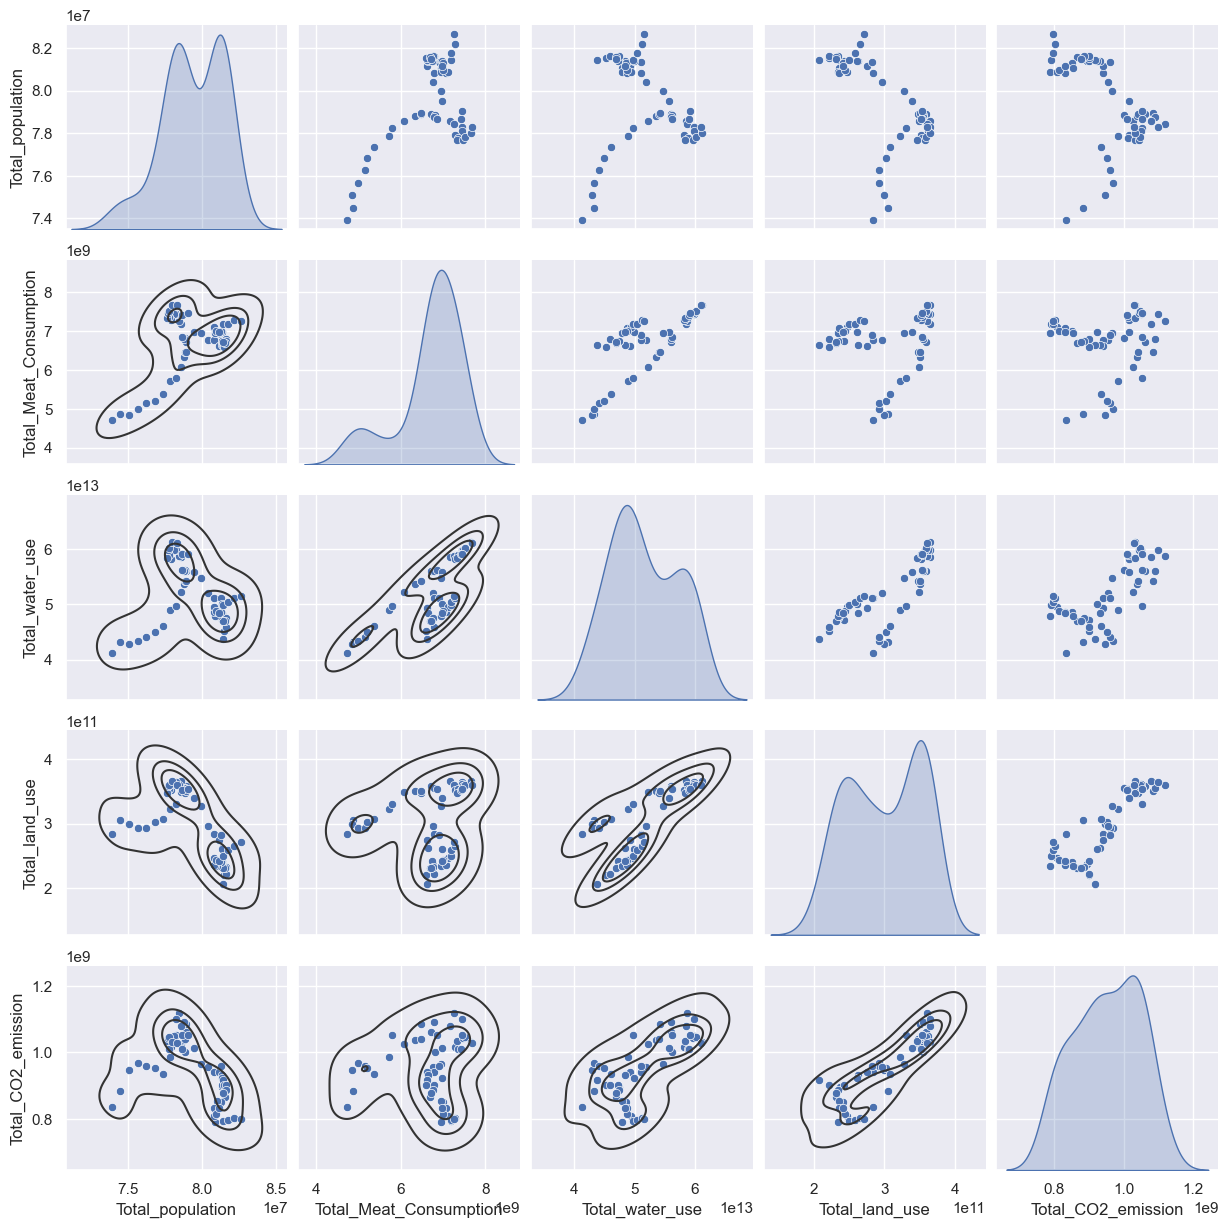 1e7
8.2
8.0
7.8
7.6
7.4
Total_population
1e9
8
7
6
5
4
Total_Meat_Consumption
1e13
6
5
4
Total_water_use
1e11
4
3
2
Total_land_use
1e9
1.2
1.0
0.8
Total_CO2_emission
7.5 8.0 8.5
Total_population 1e7
4 6 8
Total_Meat_Consumption 1e9
4 5 6
Total_water_use 1e13
2 3 4
Total_land_use 1e11
0.8 1.0 1.2
Total_CO2_emission 1e9